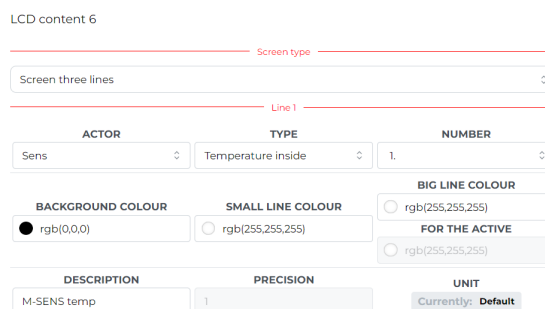 LCD content 6
Screen type
Screen three lines
Line 1
ACTOR TYPE NUMBER
Sens Temperature inside 1.
BIG LINE COLOUR
BACKGROUND COLOUR SMALL LINE COLOUR rgb(255,255,255)
rgb(0,0,0) rgb(255,255,255) FOR THE ACTIVE
rgb(255,255,255)
DESCRIPTION PRECISION UNIT
M-SENS temp 1 Currently: Default